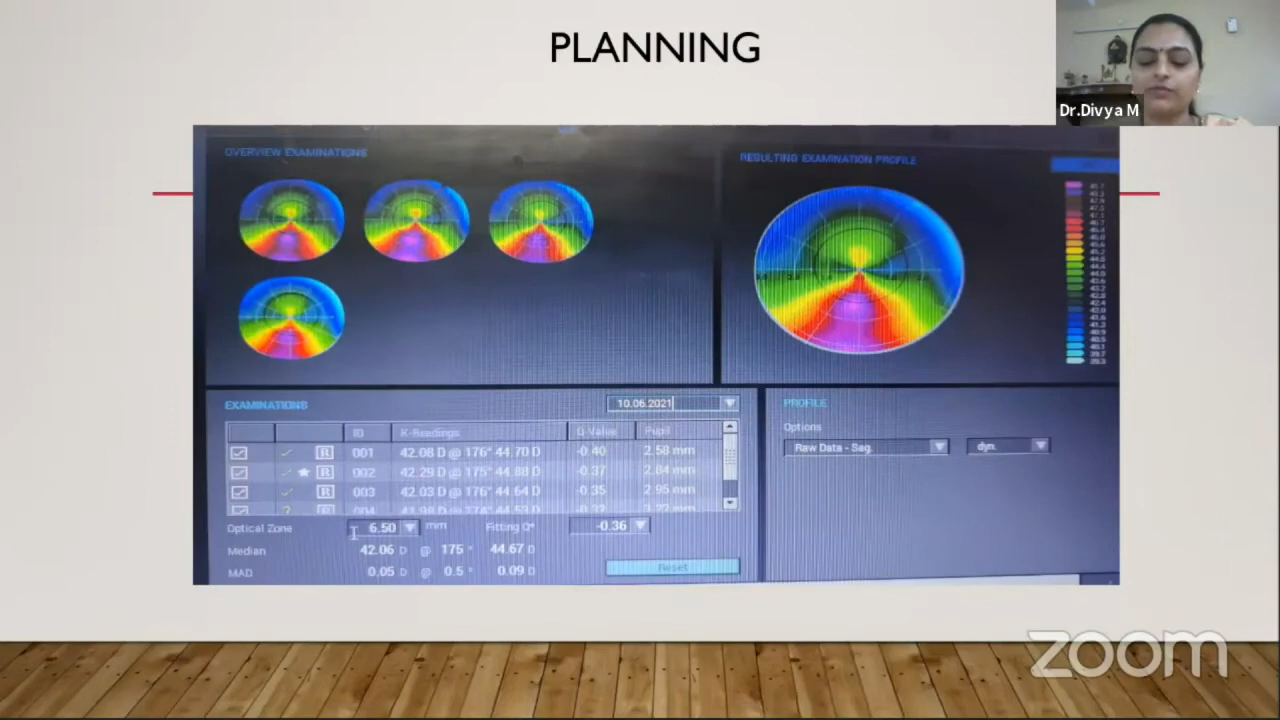 PLANNING
Dr.Divya M
OVERVIEW EXAMINATIONS
RESULTING EXAMINATION PROFILE
EXAMINATIONS
10.06.2021
ID K-Readings Q Value Pupil
R 001 42.08 D @ 176° 44.70 D -0.40 2.58 mm
R 002 42.29 D @ 175° 44.88 D -0.37 2.84 mm
R 003 42.03 D @ 176° 44.64 D -0.35 2.95 mm
Optical Zone 6.50 mm Fitting Q* -0.36
Median 42.06 D @ 175 ° 44.67 D
MAD 0.05 D @ 0.5 ° 0.09 D
Reset
PROFILE
Options
Raw Data - Sag. dyn.
zoom